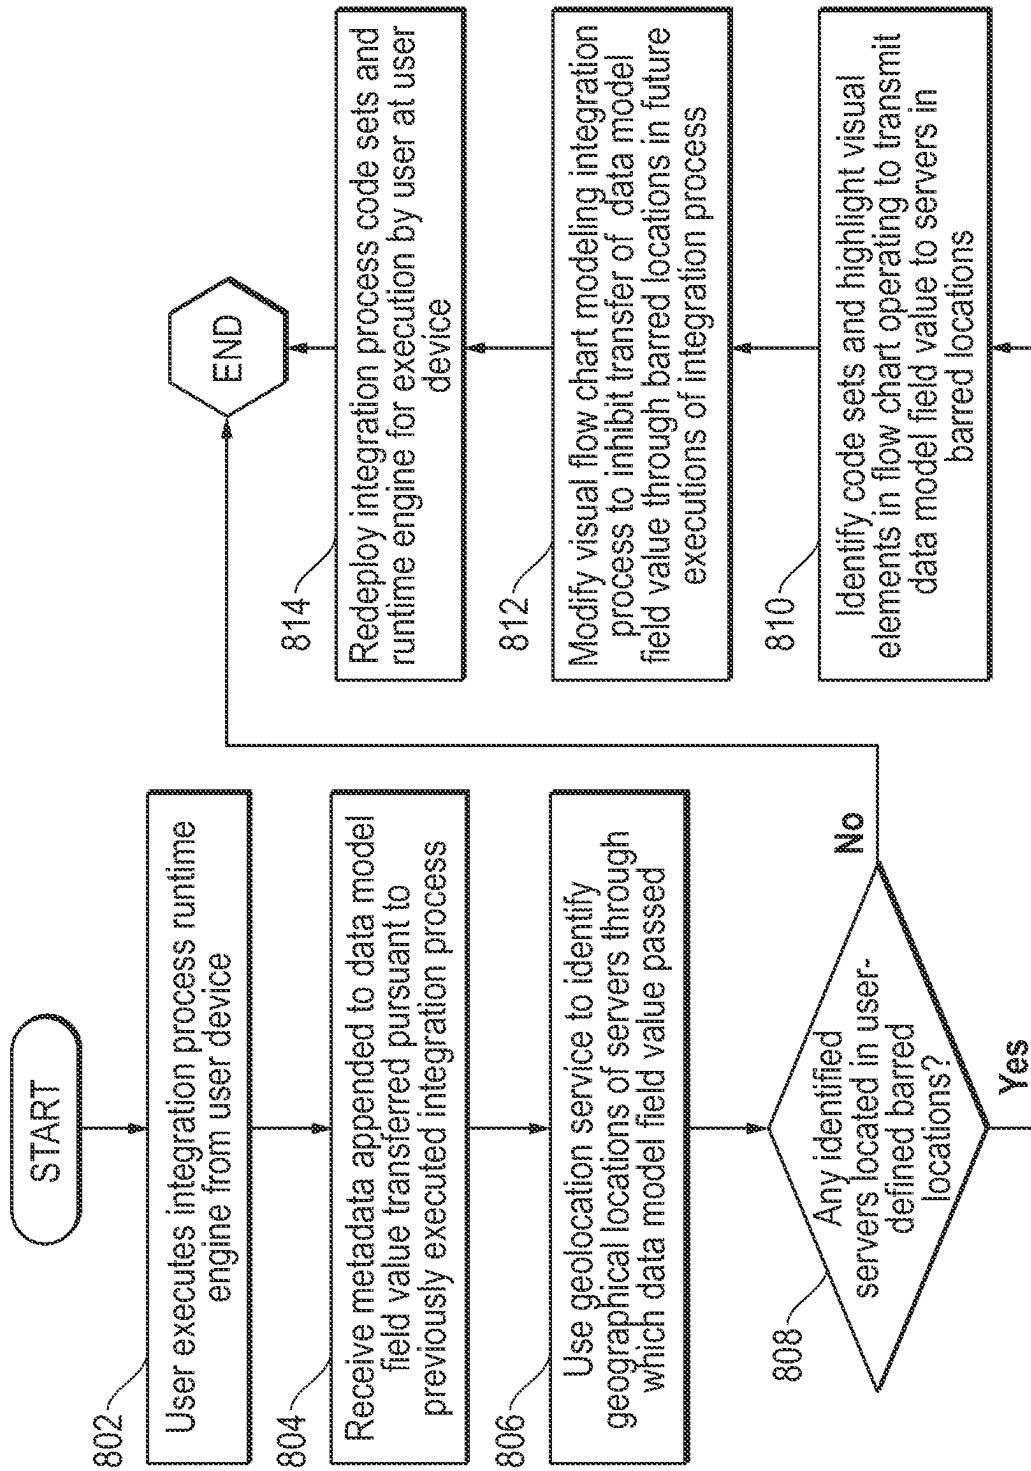 START
802
User executes integration process runtime
engine from user device
804
Receive metadata appended to data model
field value transferred pursuant to
previously executed integration process
806
Use geolocation service to identify
geographical locations of servers through
which data model field value passed
808
Any identified
servers located in user-
defined barred
locations?
No
Yes
810
Identify code sets and highlight visual
elements in flow chart operating to transmit
data model field value to servers in
barred locations
812
Modify visual flow chart modeling integration
process to inhibit transfer of data model
field value through barred locations in future
executions of integration process
814
Redeploy integration process code sets and
runtime engine for execution by user at user
device
END